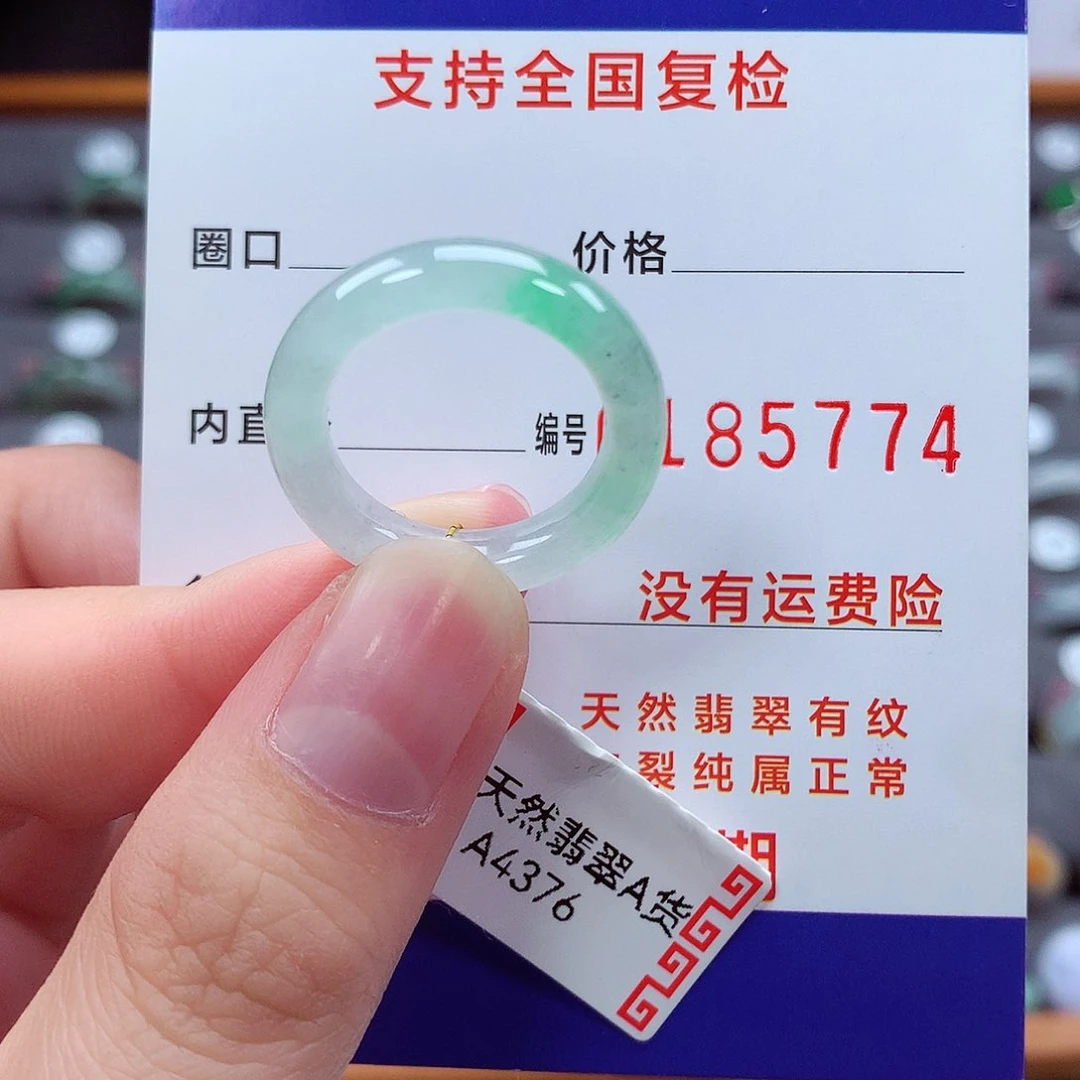 支持全国复检
圈口 价格
内直 编号 185774
没有运费险
天然翡翠有纹
裂纯属正常
天然翡翠A货
A4376